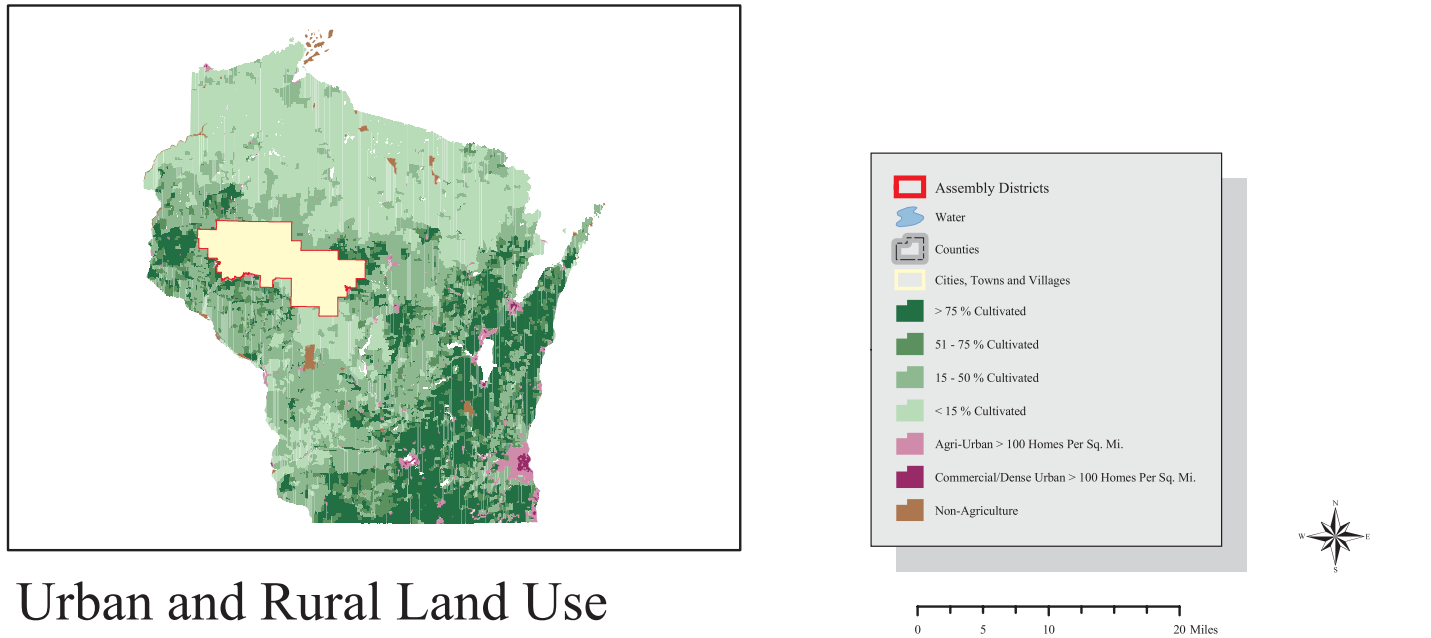 Urban and Rural Land Use
Assembly Districts
Water
Counties
Cities, Towns and Villages
> 75 % Cultivated
51 - 75 % Cultivated
15 - 50 % Cultivated
< 15 % Cultivated
Agri-Urban > 100 Homes Per Sq. Mi.
Commercial/Dense Urban > 100 Homes Per Sq. Mi.
Non-Agriculture
N
W E
S
0 5 10 20 Miles